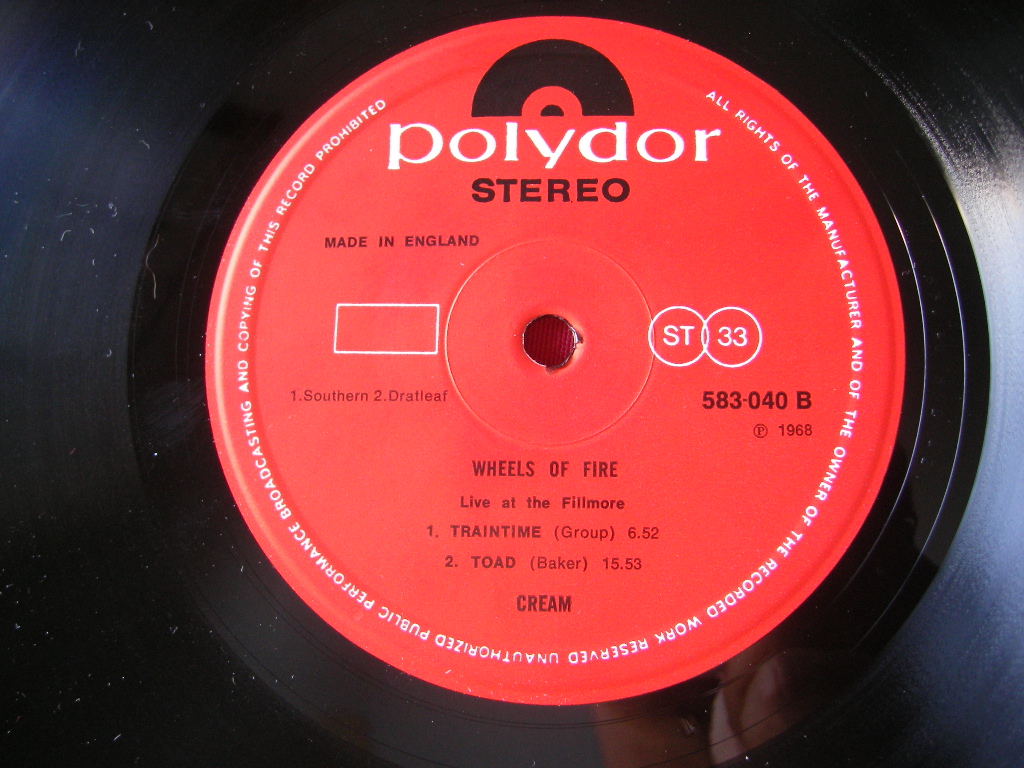 polydor
STEREO
MADE IN ENGLAND
ST 33
1.Southern 2.Dratleaf
583-040 B
℗ 1968
WHEELS OF FIRE
Live at the Fillmore
1. TRAINTIME (Group) 6.52
2. TOAD (Baker) 15.53
CREAM
ALL RIGHTS OF THE MANUFACTURER AND OF THE OWNER OF THE RECORDED WORK RESERVED UNAUTHORIZED PUBLIC PERFORMANCE BROADCASTING AND COPYING OF THIS RECORD PROHIBITED